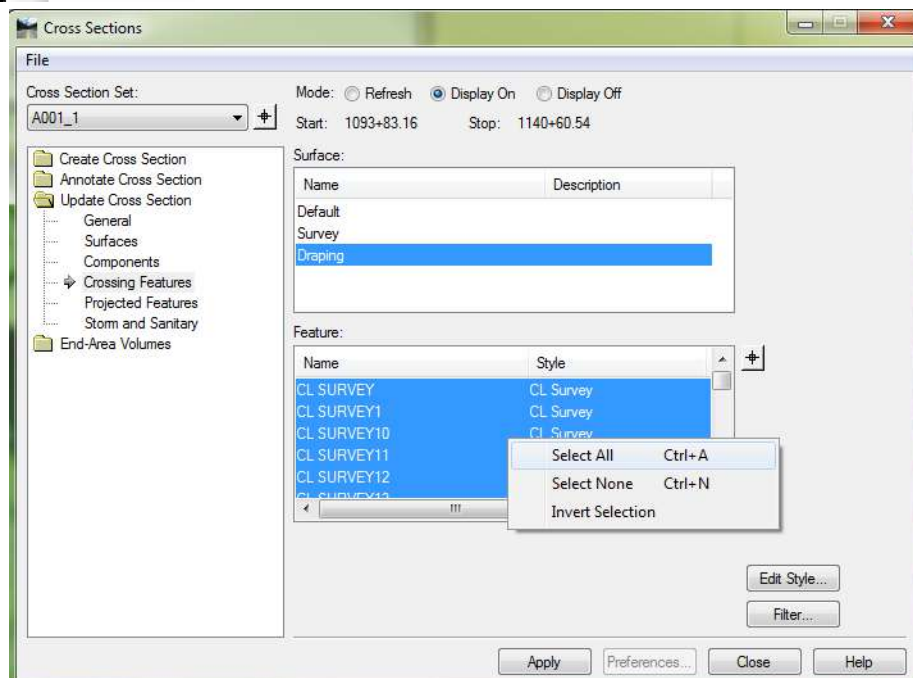 Cross Sections
File
Cross Section Set:
A001_1
Mode: Refresh Display On Display Off
Start: 1093+83.16 Stop: 1140+60.54
Create Cross Section
Annotate Cross Section
Update Cross Section
General
Surfaces
Components
Crossing Features
Projected Features
Storm and Sanitary
End-Area Volumes
Surface:
Name Description
Default
Survey
Draping
Feature:
Name Style
CL SURVEY CL Survey
CL SURVEY1 CL Survey
CL SURVEY10 CL Survey
CL SURVEY11
CL SURVEY12
CL SURVEY13
Select All Ctrl+A
Select None Ctrl+N
Invert Selection
Edit Style...
Filter...
Apply Preferences... Close Help